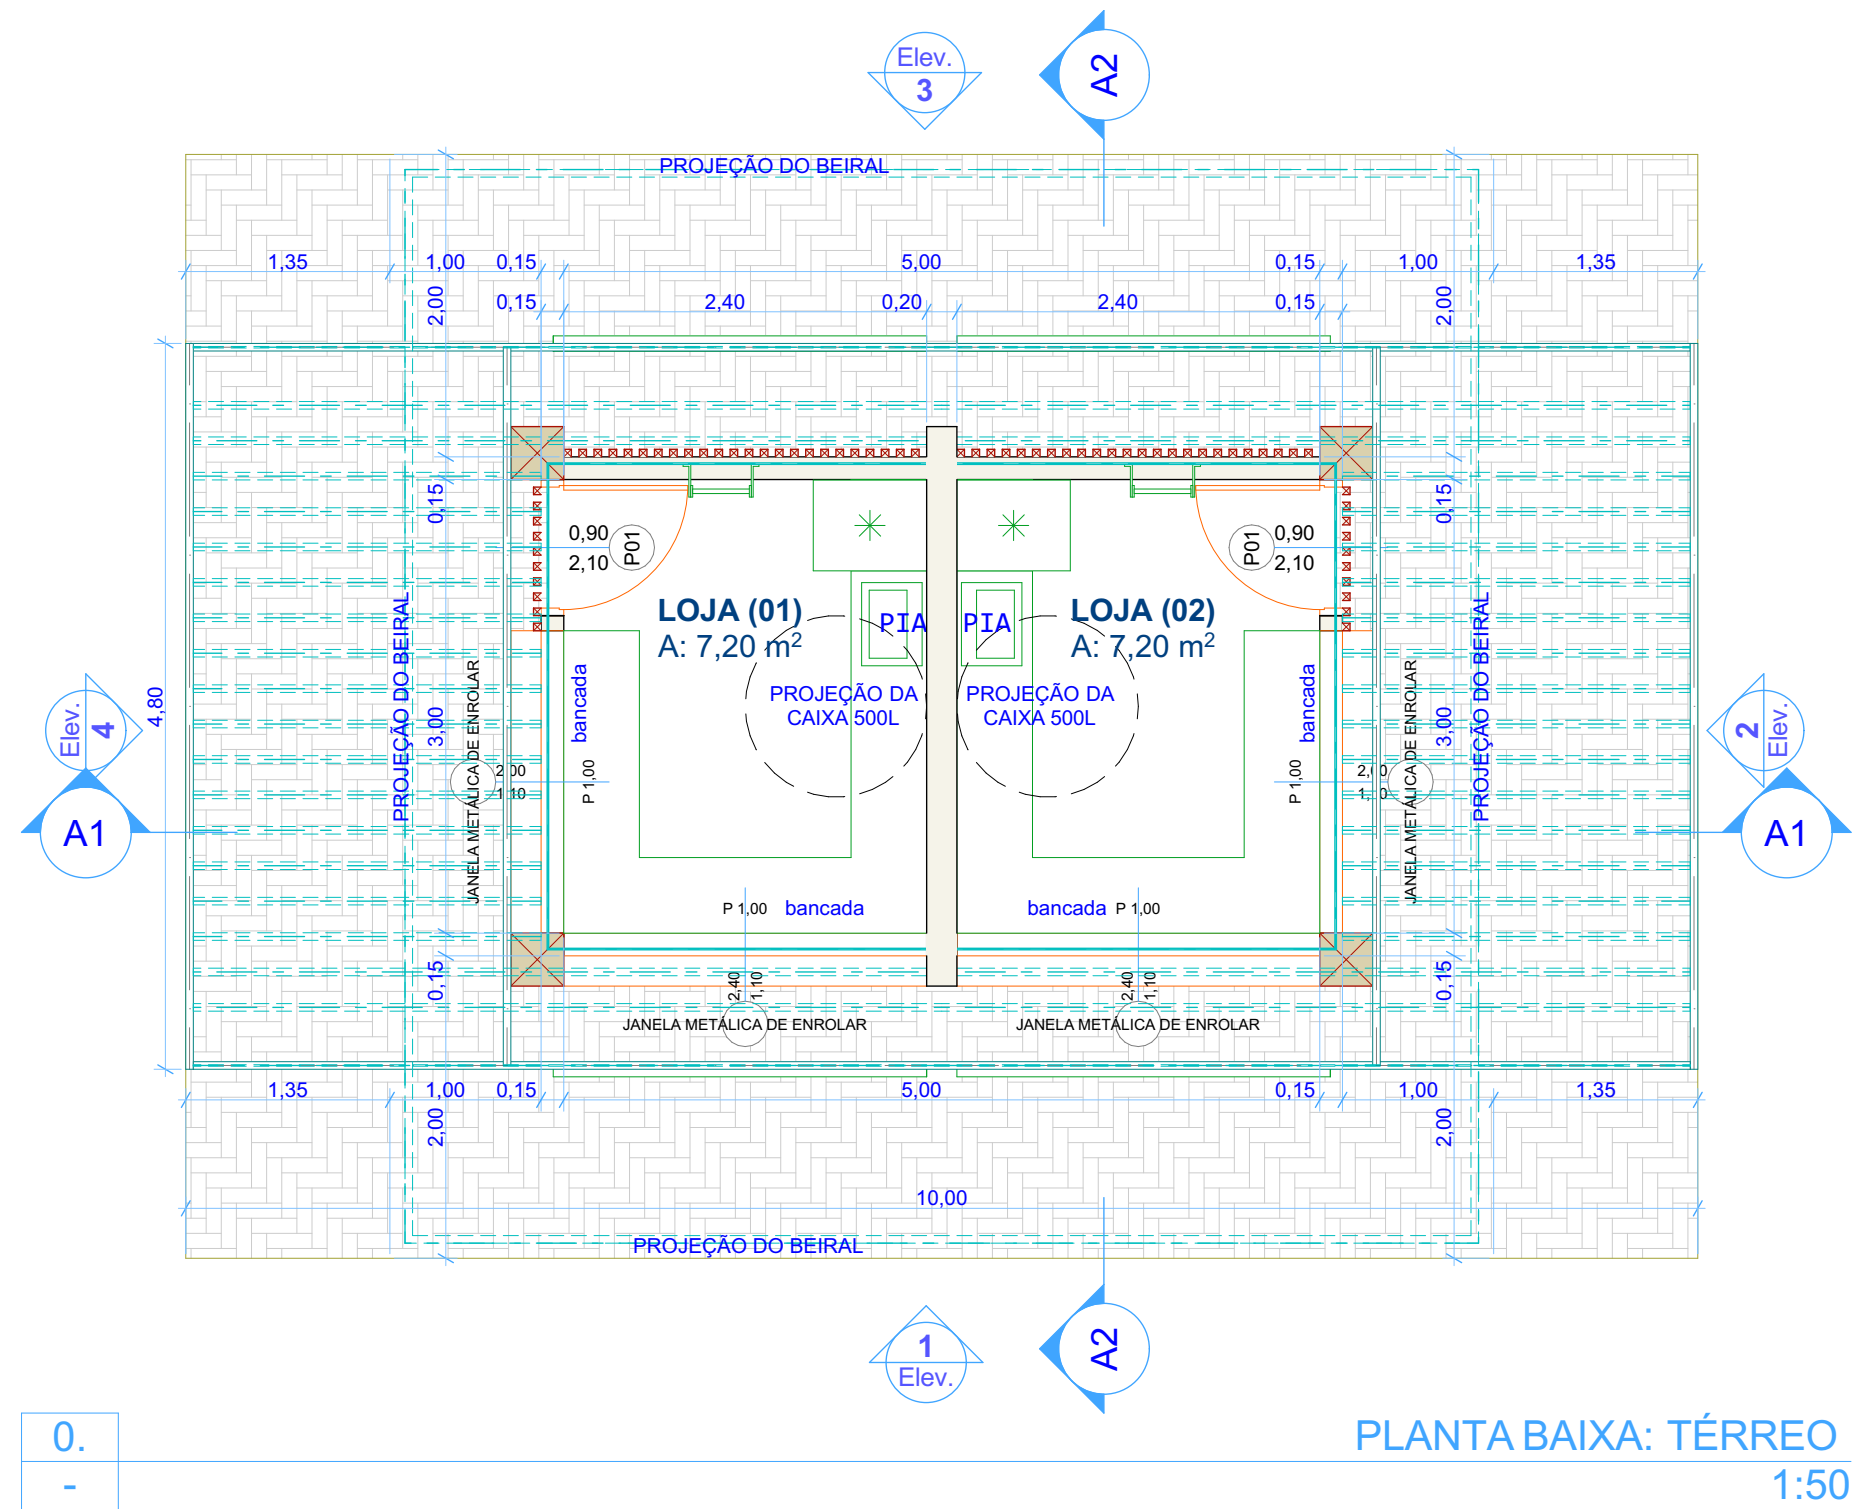 Elev.
3
A2
PROJEÇÃO DO BEIRAL
1,35
1,00
0,15
5,00
0,15
1,00
1,35
2,00
0,15
2,40
0,20
2,40
0,15
2,00
0,15
0,90
2,10
P01
P01
0,90
2,10
0,15
LOJA (01)
A: 7,20 m²
PIA
PIA
LOJA (02)
A: 7,20 m²
PROJEÇÃO DA
CAIXA 500L
PROJEÇÃO DA
CAIXA 500L
4,80
Elev.
4
A1
PROJEÇÃO DO BEIRAL
3,00
JANELA METÁLICA DE ENROLAR
2,00
1,10
bancada
P 1,00
bancada
P 1,00
2,00
1,10
JANELA METÁLICA DE ENROLAR
3,00
PROJEÇÃO DO BEIRAL
2
Elev.
A1
P 1,00
bancada
bancada
P 1,00
0,15
2,40
1,10
2,40
1,10
0,15
JANELA METÁLICA DE ENROLAR
JANELA METÁLICA DE ENROLAR
1,35
1,00
0,15
5,00
0,15
1,00
1,35
2,00
2,00
10,00
PROJEÇÃO DO BEIRAL
1
Elev.
A2
0.
-
PLANTA BAIXA: TÉRREO
1:50